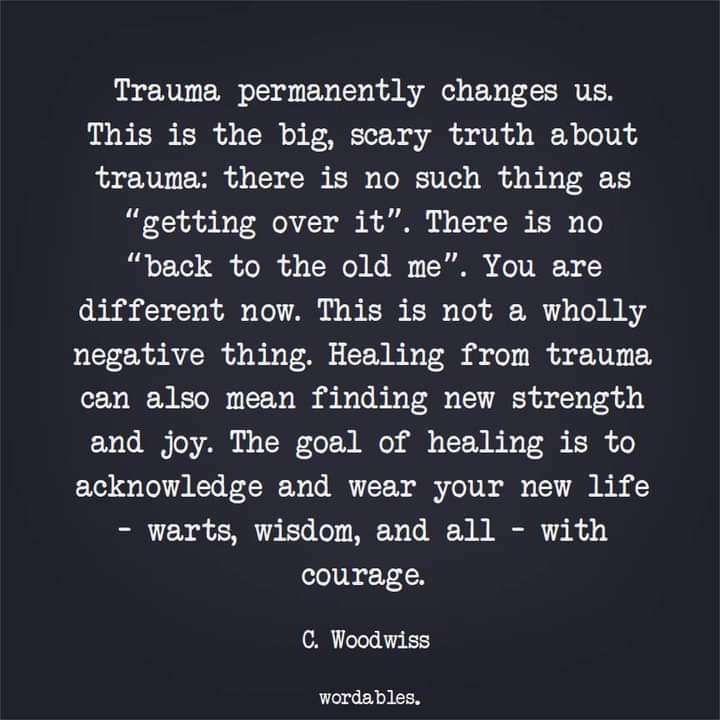 Trauma permanently changes us.
This is the big, scary truth about
trauma: there is no such thing as
“getting over it”. There is no
“back to the old me”. You are
different now. This is not a wholly
negative thing. Healing from trauma
can also mean finding new strength
and joy. The goal of healing is to
acknowledge and wear your new life
- warts, wisdom, and all - with
courage.
C. Woodwiss
wordables.